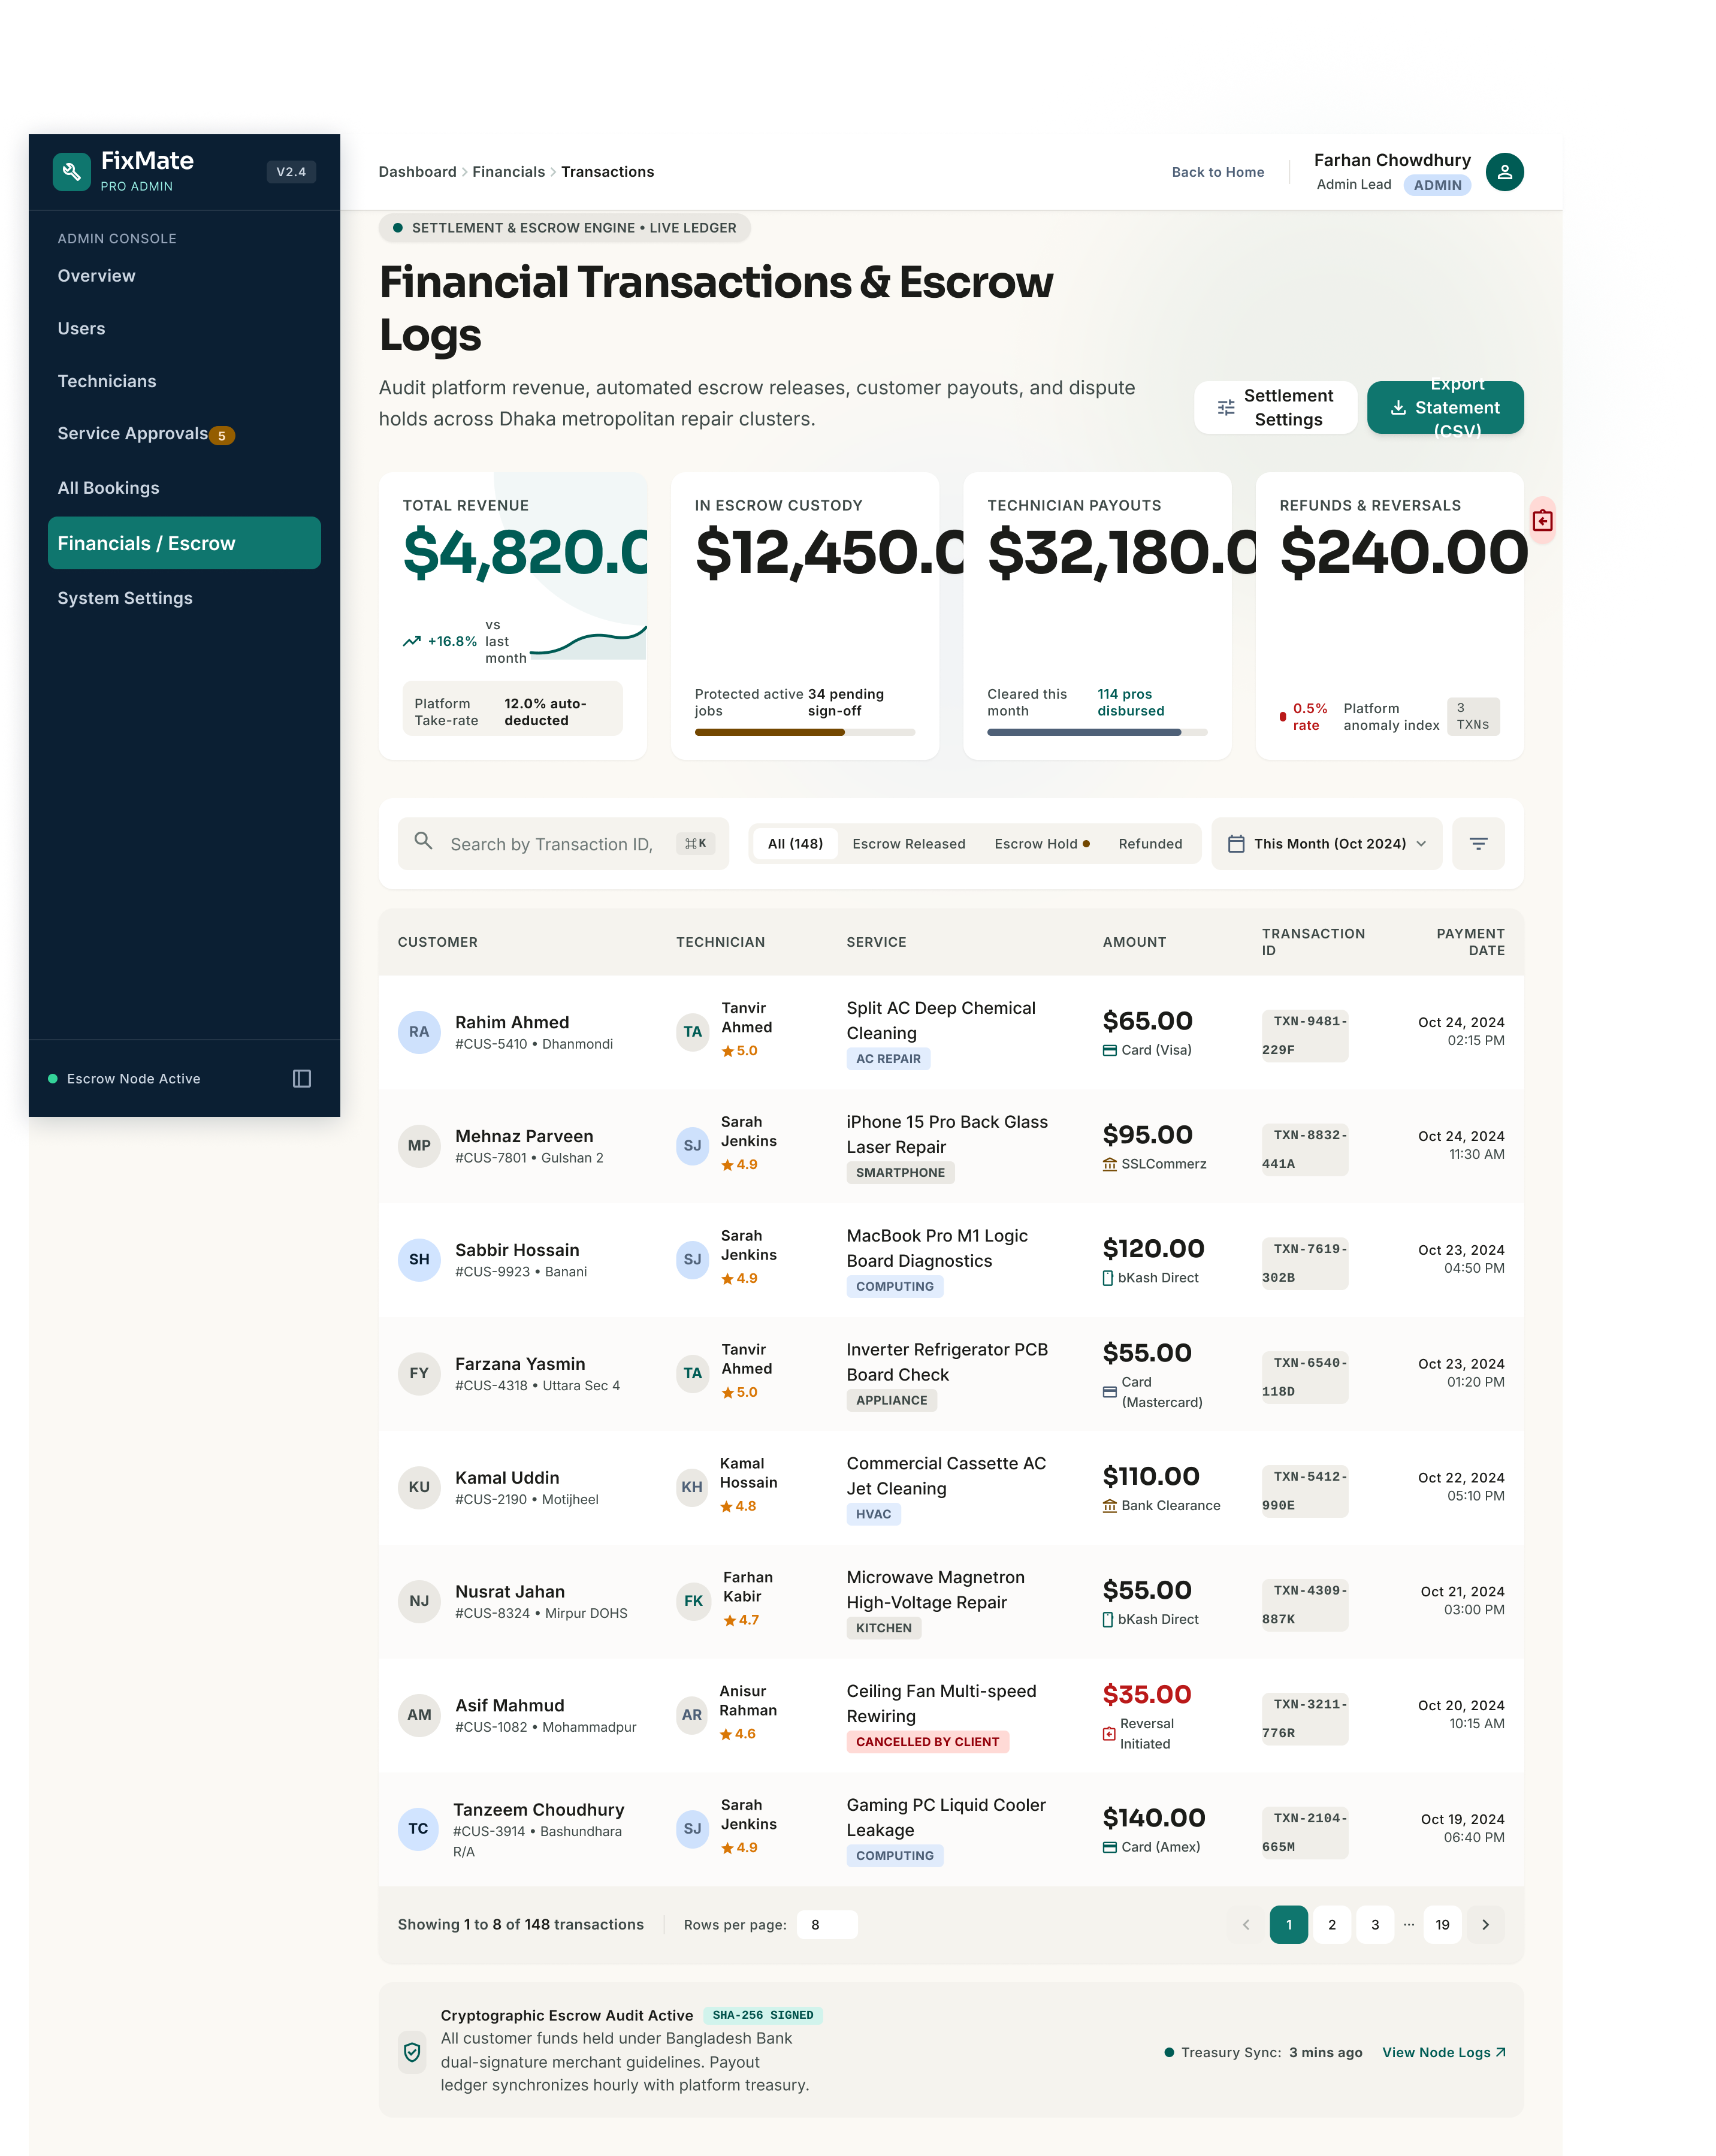 FixMate
PRO ADMIN
V2.4
ADMIN CONSOLE
Overview
Users
Technicians
Service Approvals 5
All Bookings
Financials / Escrow
System Settings
Escrow Node Active
Dashboard > Financials > Transactions
Back to Home
Farhan Chowdhury
Admin Lead ADMIN
SETTLEMENT & ESCROW ENGINE • LIVE LEDGER
Financial Transactions & Escrow
Logs
Audit platform revenue, automated escrow releases, customer payouts, and dispute
holds across Dhaka metropolitan repair clusters.
Settlement
Settings
Export
Statement
(CSV)
TOTAL REVENUE
$4,820.0
+16.8%
vs
last
month
Platform
Take-rate
12.0% auto-
deducted
IN ESCROW CUSTODY
$12,450.0
Protected active
jobs
34 pending
sign-off
TECHNICIAN PAYOUTS
$32,180.0
Cleared this
month
114 pros
disbursed
REFUNDS & REVERSALS
$240.00
0.5%
rate
Platform
anomaly index
3
TXNs
Search by Transaction ID,
⌘K
All (148)
Escrow Released
Escrow Hold
Refunded
This Month (Oct 2024)
CUSTOMER
TECHNICIAN
SERVICE
AMOUNT
TRANSACTION
ID
PAYMENT
DATE
RA
Rahim Ahmed
#CUS-5410 • Dhanmondi
TA
Tanvir
Ahmed
★ 5.0
Split AC Deep Chemical
Cleaning
AC REPAIR
$65.00
Card (Visa)
TXN-9481-
229F
Oct 24, 2024
02:15 PM
MP
Mehnaz Parveen
#CUS-7801 • Gulshan 2
SJ
Sarah
Jenkins
★ 4.9
iPhone 15 Pro Back Glass
Laser Repair
SMARTPHONE
$95.00
SSLCommerz
TXN-8832-
441A
Oct 24, 2024
11:30 AM
SH
Sabbir Hossain
#CUS-9923 • Banani
SJ
Sarah
Jenkins
★ 4.9
MacBook Pro M1 Logic
Board Diagnostics
COMPUTING
$120.00
bKash Direct
TXN-7619-
302B
Oct 23, 2024
04:50 PM
FY
Farzana Yasmin
#CUS-4318 • Uttara Sec 4
TA
Tanvir
Ahmed
★ 5.0
Inverter Refrigerator PCB
Board Check
APPLIANCE
$55.00
Card
(Mastercard)
TXN-6540-
118D
Oct 23, 2024
01:20 PM
KU
Kamal Uddin
#CUS-2190 • Motijheel
KH
Kamal
Hossain
★ 4.8
Commercial Cassette AC
Jet Cleaning
HVAC
$110.00
Bank Clearance
TXN-5412-
990E
Oct 22, 2024
05:10 PM
NJ
Nusrat Jahan
#CUS-8324 • Mirpur DOHS
FK
Farhan
Kabir
★ 4.7
Microwave Magnetron
High-Voltage Repair
KITCHEN
$55.00
bKash Direct
TXN-4309-
887K
Oct 21, 2024
03:00 PM
AM
Asif Mahmud
#CUS-1082 • Mohammadpur
AR
Anisur
Rahman
★ 4.6
Ceiling Fan Multi-speed
Rewiring
CANCELLED BY CLIENT
$35.00
Reversal
Initiated
TXN-3211-
776R
Oct 20, 2024
10:15 AM
TC
Tanzeem Choudhury
#CUS-3914 • Bashundhara
R/A
SJ
Sarah
Jenkins
★ 4.9
Gaming PC Liquid Cooler
Leakage
COMPUTING
$140.00
Card (Amex)
TXN-2104-
665M
Oct 19, 2024
06:40 PM
Showing 1 to 8 of 148 transactions
Rows per page: 8
1 2 3 ... 19
Cryptographic Escrow Audit Active SHA-256 SIGNED
All customer funds held under Bangladesh Bank
dual-signature merchant guidelines. Payout
ledger synchronizes hourly with platform treasury.
Treasury Sync: 3 mins ago
View Node Logs